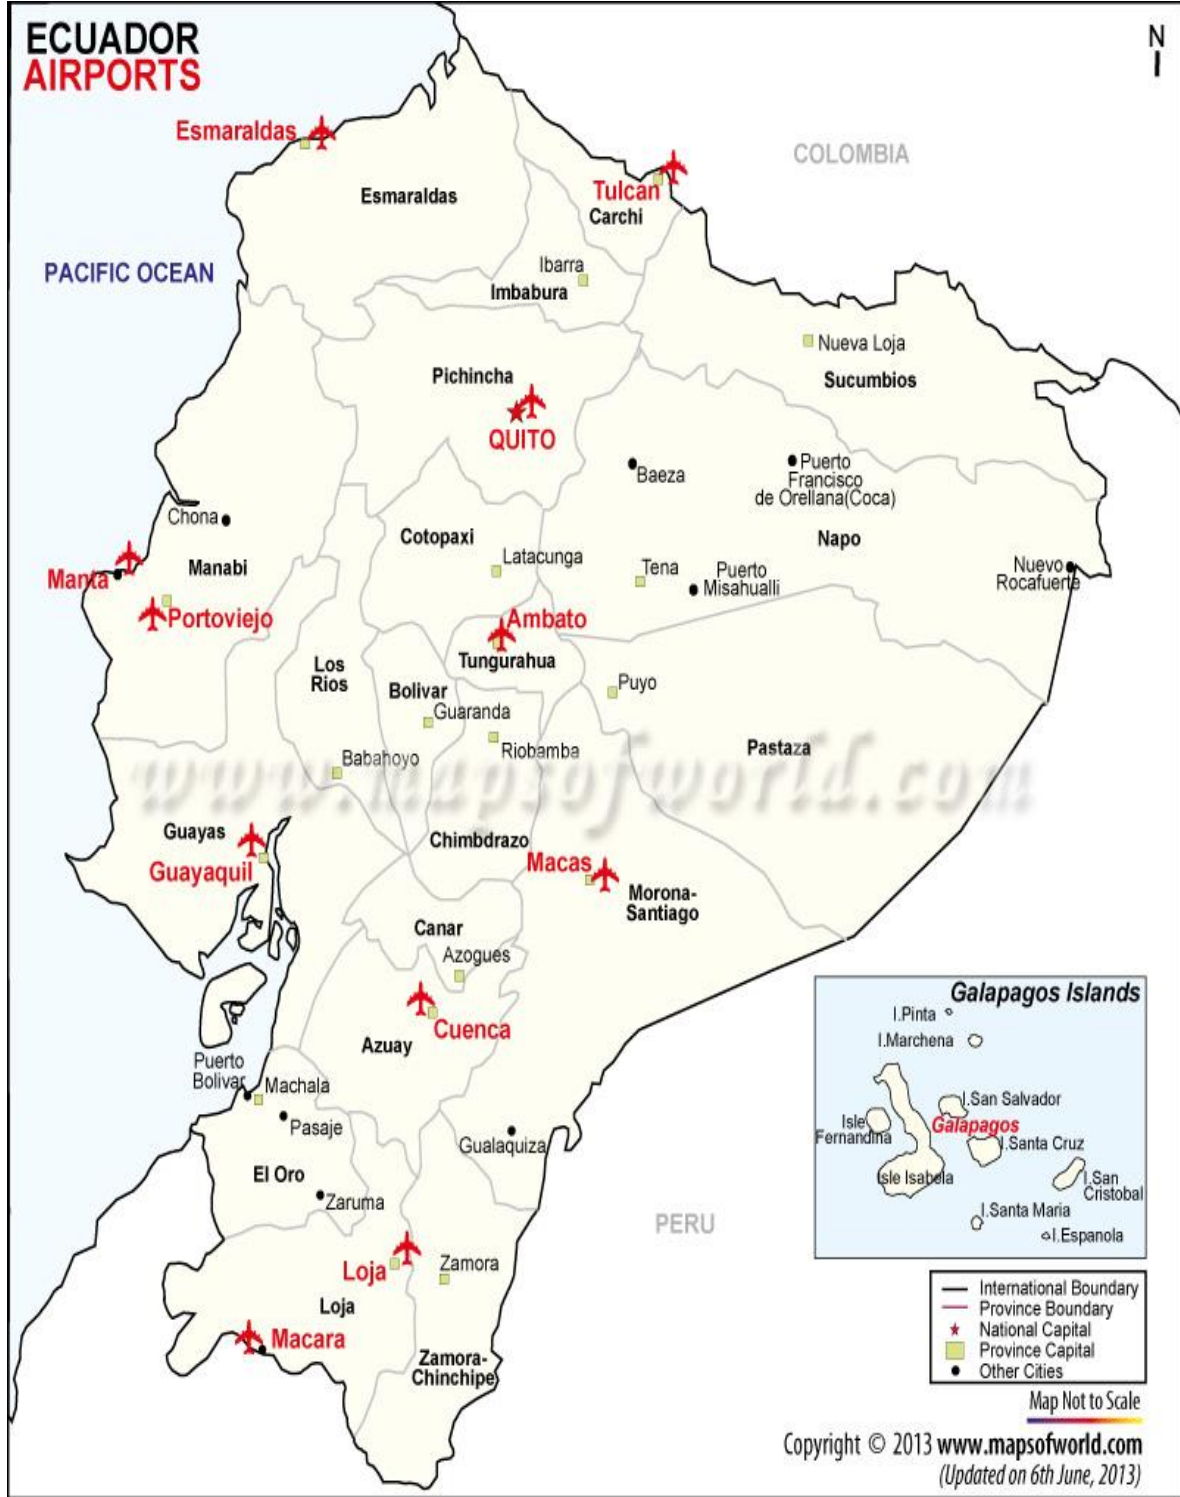 ECUADOR
AIRPORTS
N
Esmaraldas
COLOMBIA
Tulcan
Esmaraldas
Carchi
PACIFIC OCEAN
Ibarra
Imbabura
Nueva Loja
Pichincha
Sucumbios
QUITO
Baeza
Puerto
Francisco
de Orellana(Coca)
Chona
Cotopaxi
Napo
Latacunga
Manabi
Manta
Tena
Puerto
Misahualli
Nuevo
Rocafuerte
Portoviejo
Ambato
Tungurahua
Los
Rios
Bolivar
Puyo
Guaranda
Riobamba
Pastaza
Babahoyo
www.mapsofworld.com
Guayas
Chimbdrazo
Guayaquil
Macas
Morona-
Santiago
Canar
Azogues
Cuenca
Azuay
Puerto
Bolivar
Machala
Pasaje
Gualaquiza
El Oro
Zaruma
PERU
Loja
Zamora
Loja
Macara
Zamora-
Chinchipe
Galapagos Islands
I.Pinta
I.Marchena
I.San Salvador
Isle
Fernandina
Galapagos
I.Santa Cruz
Isle Isabela
I.San
Cristobal
I.Santa Maria
I.Espanola
International Boundary
Province Boundary
National Capital
Province Capital
Other Cities
Map Not to Scale
Copyright © 2013 www.mapsofworld.com
(Updated on 6th June, 2013)